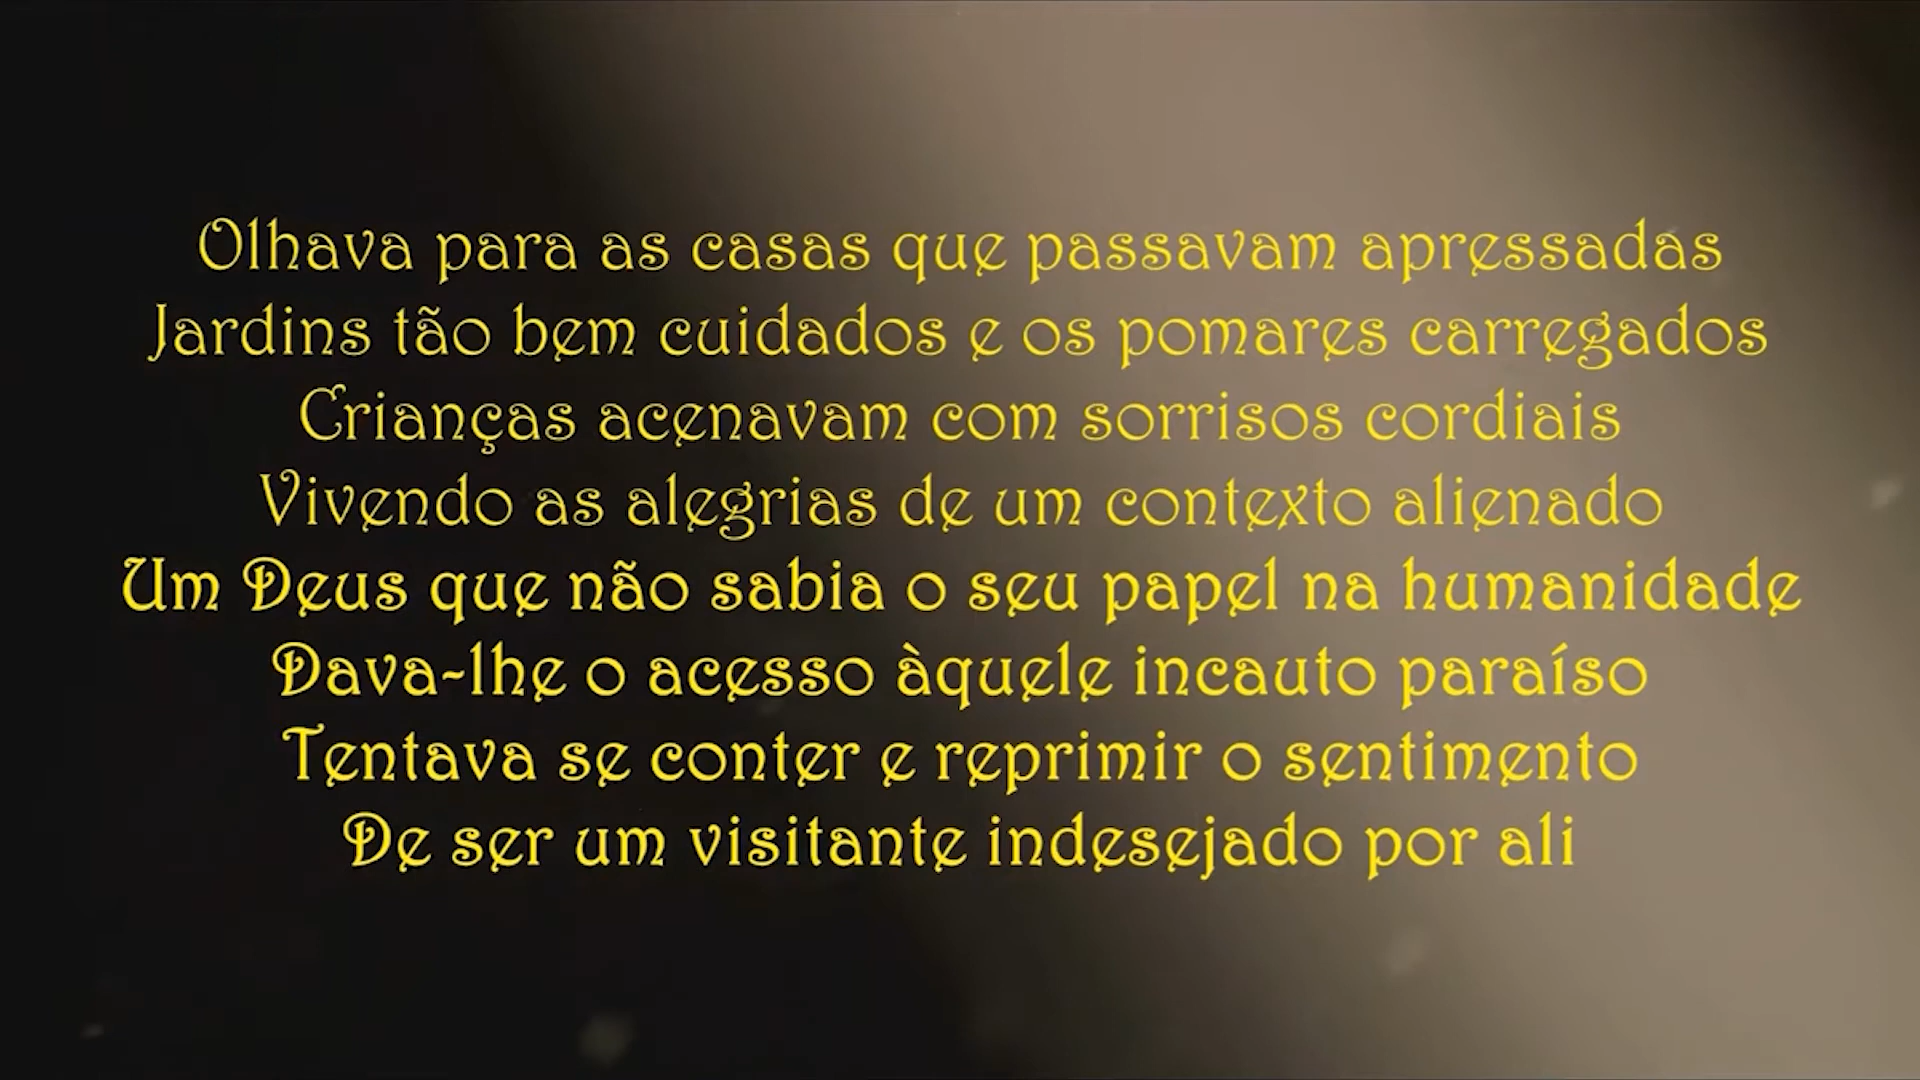 Olhava para as casas que passavam apressadas
Jardins tão bem cuidados e os pomares carregados
Crianças acenavam com sorrisos cordiais
Vivendo as alegrias de um contexto alienado
Um Deus que não sabia o seu papel na humanidade
Dava-lhe o acesso àquele incauto paraíso
Tentava se conter e reprimir o sentimento
De ser um visitante indesejado por ali